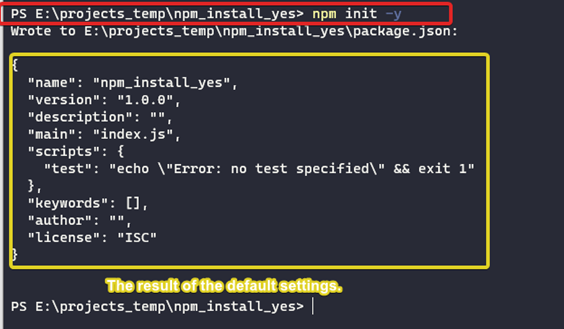 PS E:\projects_temp\npm_install_yes> npm init -y
Wrote to E:\projects_temp\npm_install_yes\package.json:
{
  "name": "npm_install_yes",
  "version": "1.0.0",
  "description": "",
  "main": "index.js",
  "scripts": {
    "test": "echo \"Error: no test specified\" && exit 1"
  },
  "keywords": [],
  "author": "",
  "license": "ISC"
}
The result of the default settings.
PS E:\projects_temp\npm_install_yes>